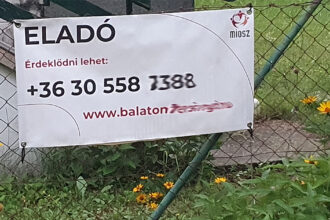 ELADÓ
MIOSZ
Érdeklődni lehet:
+36 30 558
www.balaton